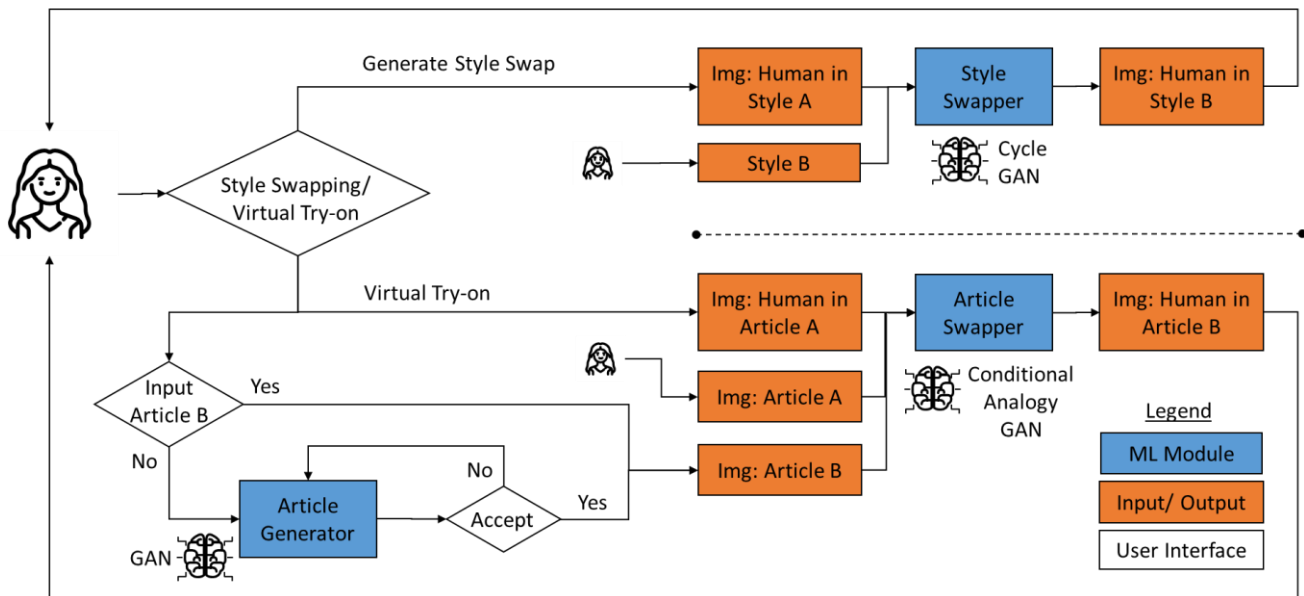 Generate Style Swap
Img: Human in
Style A
Style
Swapper
Img: Human in
Style B
Style B
Cycle
GAN
Style Swapping/
Virtual Try-on
Virtual Try-on
Img: Human in
Article A
Article
Swapper
Img: Human in
Article B
Input
Article B
Yes
Img: Article A
Conditional
Analogy
GAN
No
No
Img: Article B
Article
Generator
Accept
Yes
GAN
Legend
ML Module
Input/ Output
User Interface